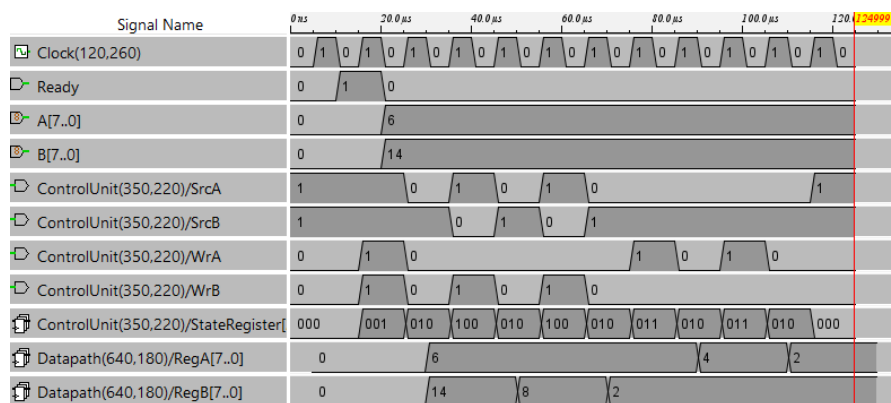 Signal Name 0 ns 20.0 µs 40.0 µs 60.0 µs 80.0 µs 100.0 µs 120. 124999
Clock(120,260) 0 1 0 1 0 1 0 1 0 1 0 1 0 1 0 1 0 1 0 1 0 1 0 1 0
Ready 0 1 0
A[7..0] 0 6
B[7..0] 0 14
ControlUnit(350,220)/SrcA 1 0 1 0 1 0 1
ControlUnit(350,220)/SrcB 1 0 1 0 1
ControlUnit(350,220)/WrA 0 1 0 1 0 1 0
ControlUnit(350,220)/WrB 0 1 0 1 0 1 0
ControlUnit(350,220)/StateRegister[ 000 001 010 100 010 100 010 011 010 011 010 000
Datapath(640,180)/RegA[7..0] 0 6 4 2
Datapath(640,180)/RegB[7..0] 0 14 8 2